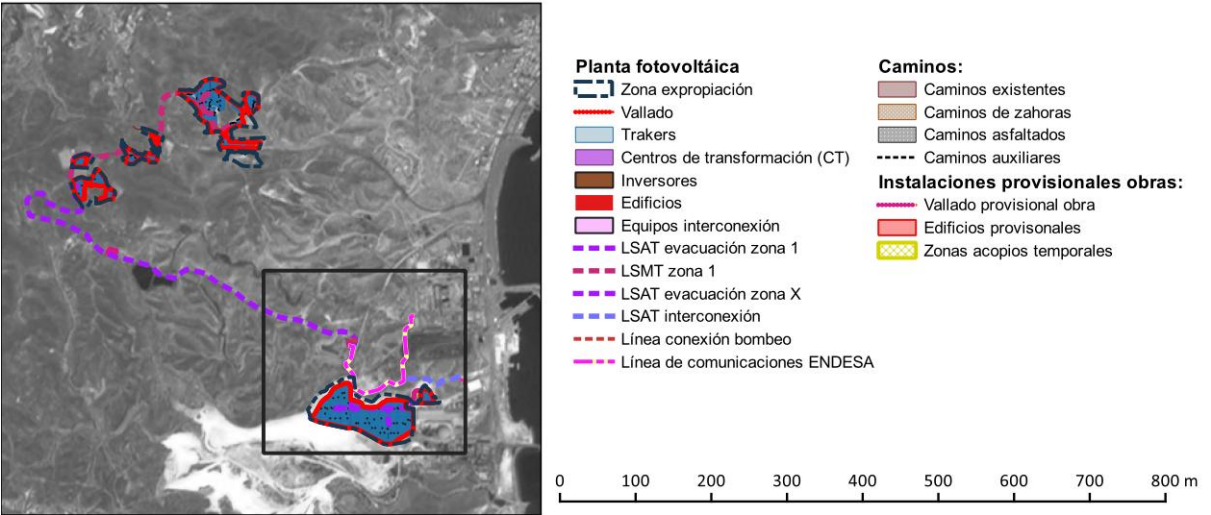 Planta fotovoltáica
Zona expropiación
Vallado
Trakers
Centros de transformación (CT)
Inversores
Edificios
Equipos interconexión
LSAT evacuación zona 1
LSMT zona 1
LSAT evacuación zona X
LSAT interconexión
Línea conexión bombeo
Línea de comunicaciones ENDESA
Caminos:
Caminos existentes
Caminos de zahoras
Caminos asfaltados
Caminos auxiliares
Instalaciones provisionales obras:
Vallado provisional obra
Edificios provisonales
Zonas acopios temporales
0 100 200 300 400 500 600 700 800 m